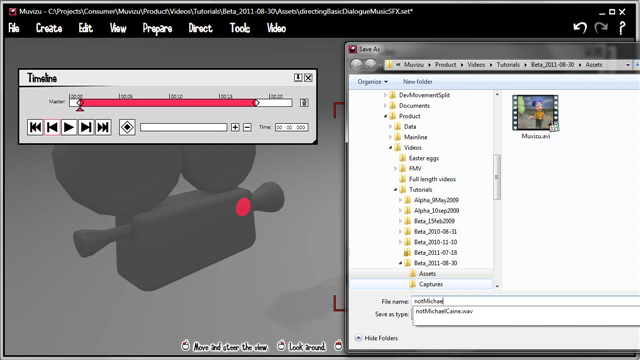 Muvizu - C:\Projects\Consumer\Muvizu\Product\Videos\Tutorials\Beta_2011-08-30\Assets\directingBasicDialogueMusicSFX.set*
File Create Edit View Prepare Direct Tools Video
Timeline
00:00 00:05 00:10 00:15 00:20
Master:
Time: 00 : 00 . 000
Move and steer the view. Look around.
Save As
Muvizu Product Videos Tutorials Beta_2011-08-30 Assets
Organize New folder
DevMovementSplit
Documents
Product
Data
Mainline
Videos
Easter eggs
FMV
Full length videos
Tutorials
Alpha_9May2009
Alpha_10sep2009
Beta_15feb2009
Beta_2010-08-31
Beta_2010-11-10
Beta_2011-07-18
Beta_2011-08-30
Assets
Captures
Muvizu.avi
File name: notMichae
Save as type:
notMichaelCaine.wav
Hide Folders